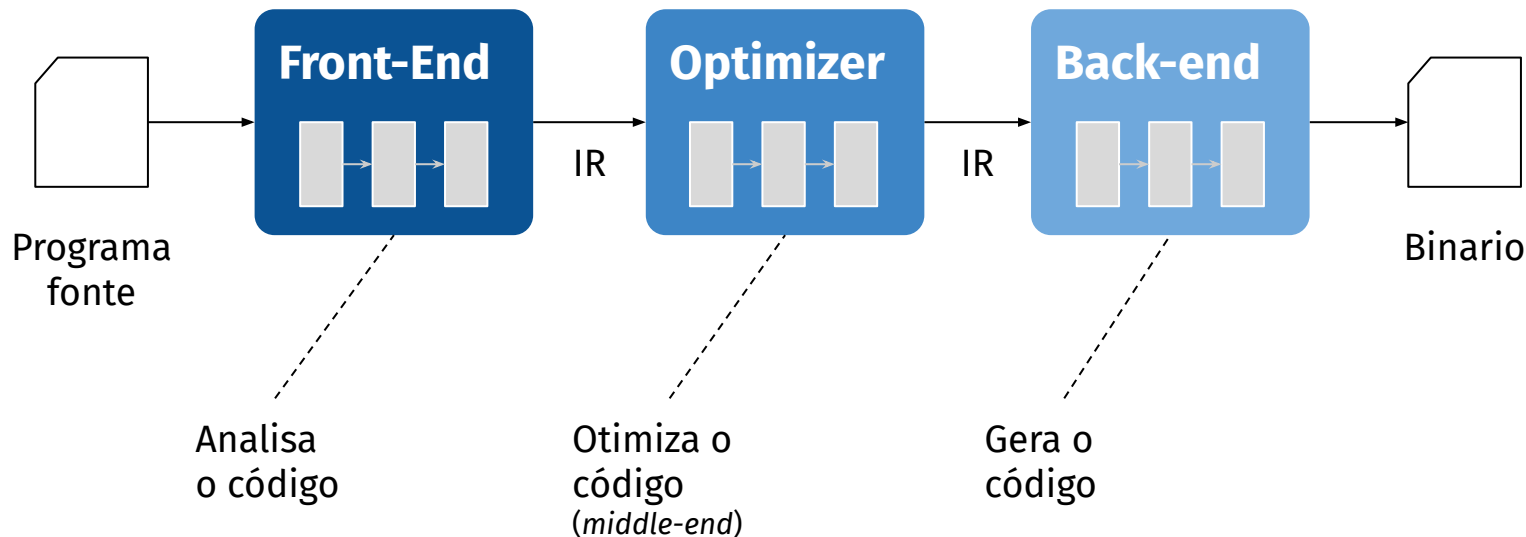 Front-End
Optimizer
Back-end
IR
IR
Programa
fonte
Binario
Analisa
o código
Otimiza o
código
(middle-end)
Gera o
código